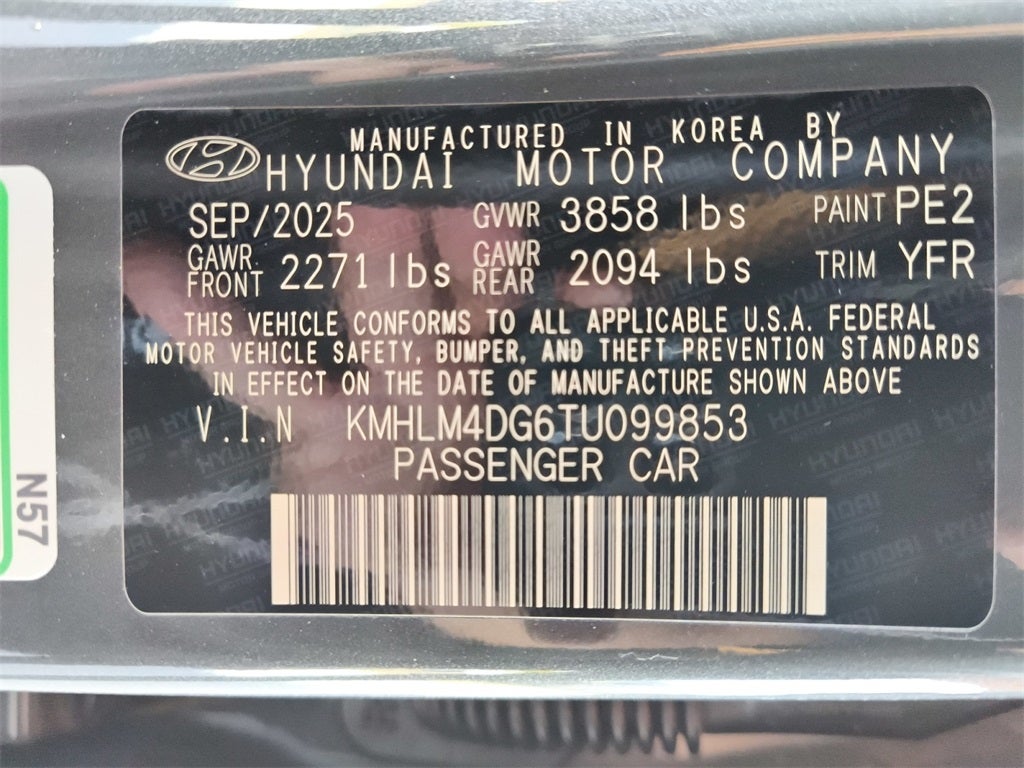 MANUFACTURED IN KOREA BY
HYUNDAI MOTOR COMPANY
SEP/2025 GVWR 3858 lbs PAINT PE2
GAWR FRONT 2271 lbs GAWR REAR 2094 lbs TRIM YFR
THIS VEHICLE CONFORMS TO ALL APPLICABLE U.S.A. FEDERAL
MOTOR VEHICLE SAFETY, BUMPER, AND THEFT PREVENTION STANDARDS
IN EFFECT ON THE DATE OF MANUFACTURE SHOWN ABOVE
V.I.N KMHLM4DG6TU099853
PASSENGER CAR
N57